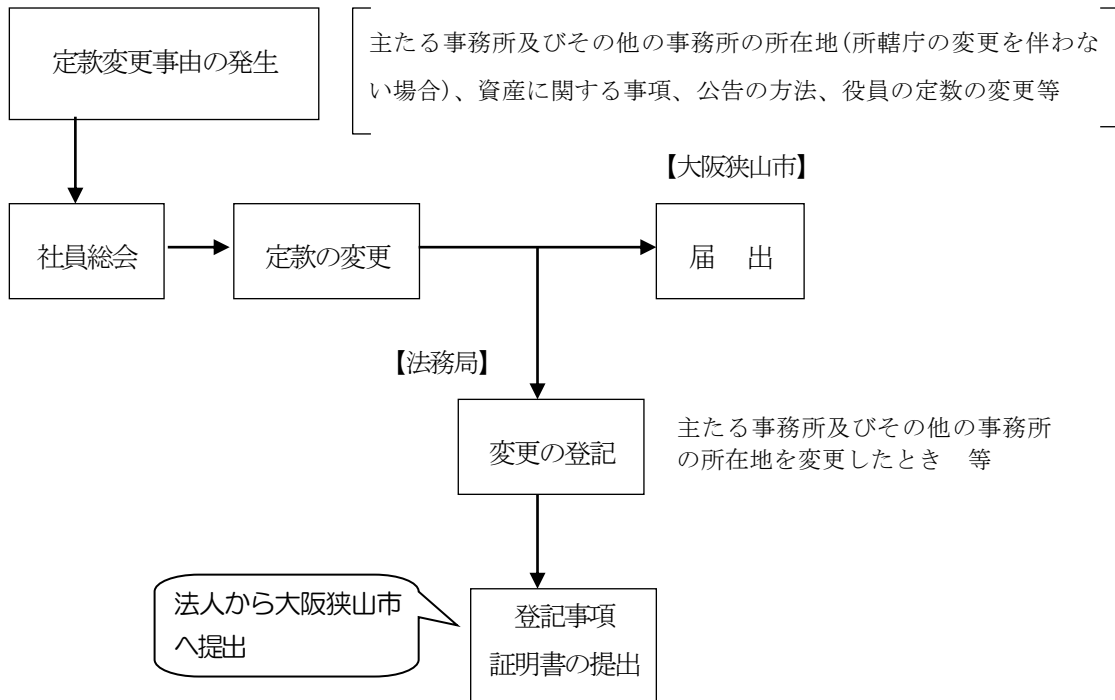 定款変更事由の発生
主たる事務所及びその他の事務所の所在地(所轄庁の変更を伴わな
い場合)、資産に関する事項、公告の方法、役員の定数の変更等
【大阪狭山市】
社員総会
定款の変更
届　出
【法務局】
変更の登記
主たる事務所及びその他の事務所
の所在地を変更したとき　等
法人から大阪狭山市
へ提出
登記事項
証明書の提出